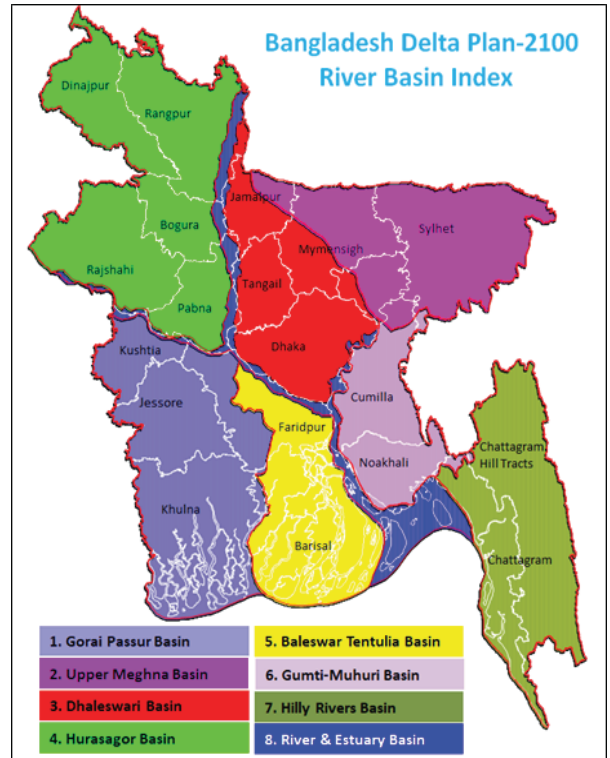 Bangladesh Delta Plan-2100
River Basin Index
Dinajpur
Rangpur
Jamalpur
Bogura
Mymensigh
Sylhet
Rajshahi
Tangail
Pabna
Kushtia
Dhaka
Jessore
Cumilla
Faridpur
Chattagram
Hill Tracts
Noakhali
Khulna
Barisal
Chattagram
1. Gorai Passur Basin
2. Upper Meghna Basin
3. Dhaleswari Basin
4. Hurasagor Basin
5. Baleswar Tentulia Basin
6. Gumti-Muhuri Basin
7. Hilly Rivers Basin
8. River & Estuary Basin